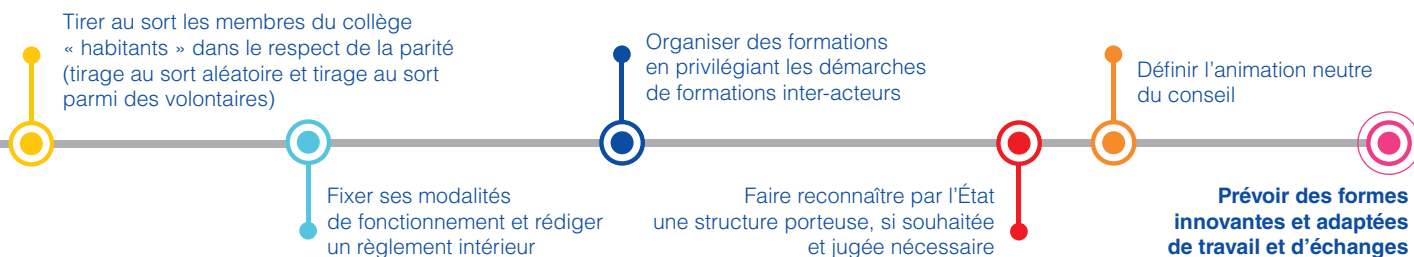 Tirer au sort les membres du collège
« habitants » dans le respect de la parité
(tirage au sort aléatoire et tirage au sort
parmi des volontaires)
Fixer ses modalités
de fonctionnement et rédiger
un règlement intérieur
Organiser des formations
en privilégiant les démarches
de formations inter-acteurs
Faire reconnaître par l’État
une structure porteuse, si souhaitée
et jugée nécessaire
Définir l’animation neutre
du conseil
Prévoir des formes
innovantes et adaptées
de travail et d’échanges